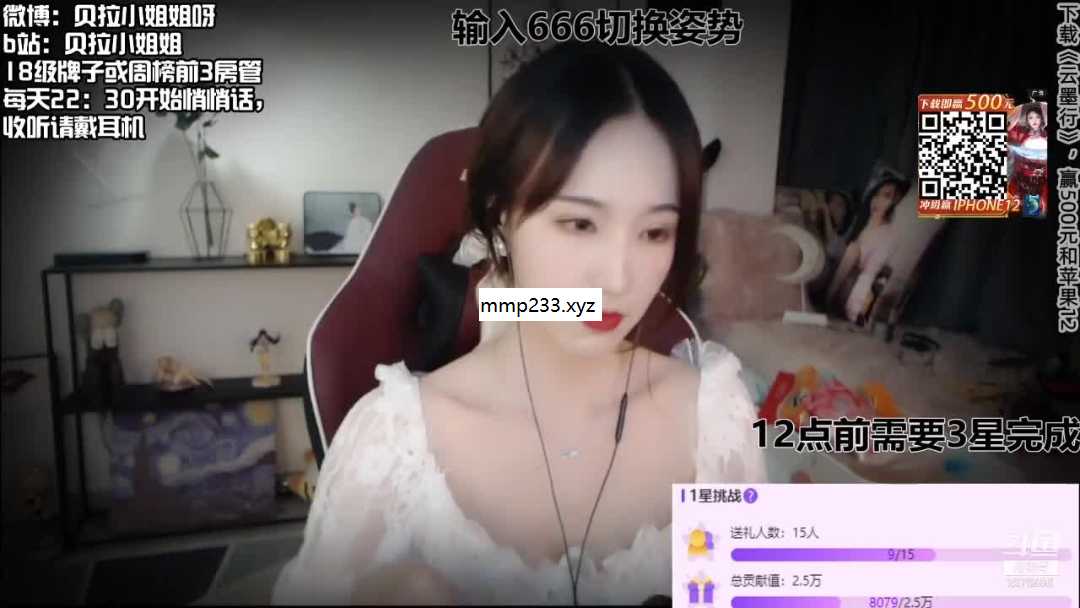 微博：贝拉小姐姐呀
b站：贝拉小姐姐
18级牌子或周榜前3房管
每天22：30开始悄悄话，
收听请戴耳机
输入666切换姿势
下载《云墨行》，赢500元和苹果12
下载即赢500元
冲级赢IPHONE12
mmp233.xyz
12点前需要3星完成
1星挑战?
送礼人数：15人
9/15
总贡献值：2.5万
8079/2.5万
斗鱼